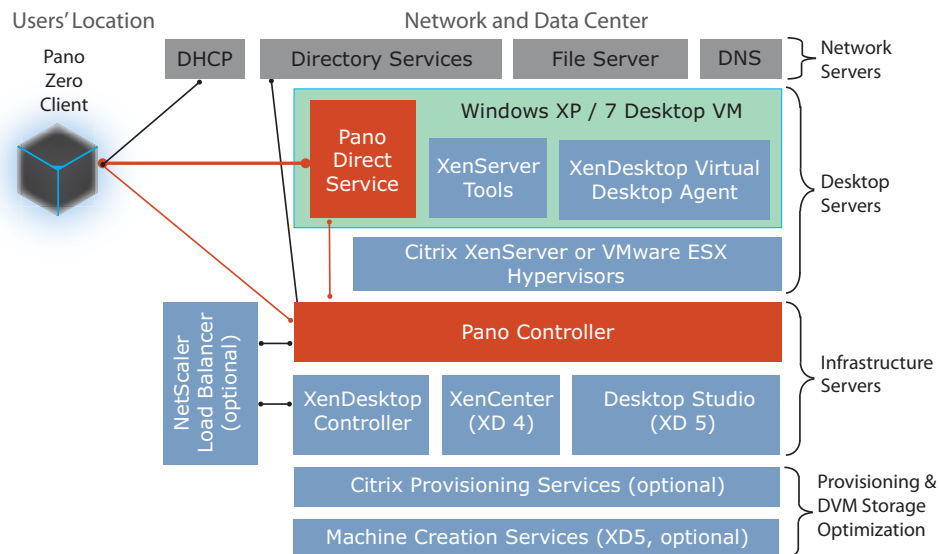 Users' Location
Network and Data Center
Pano
Zero
Client
DHCP
Directory Services
File Server
DNS
Network
Servers
Windows XP / 7 Desktop VM
Pano
Direct
Service
XenServer
Tools
XenDesktop Virtual
Desktop Agent
Desktop
Servers
Citrix XenServer or VMware ESX
Hypervisors
NetScaler
Load Balancer
(optional)
Pano Controller
XenDesktop
Controller
XenCenter
(XD 4)
Desktop Studio
(XD 5)
Infrastructure
Servers
Citrix Provisioning Services (optional)
Machine Creation Services (XD5, optional)
Provisioning &
DVM Storage
Optimization